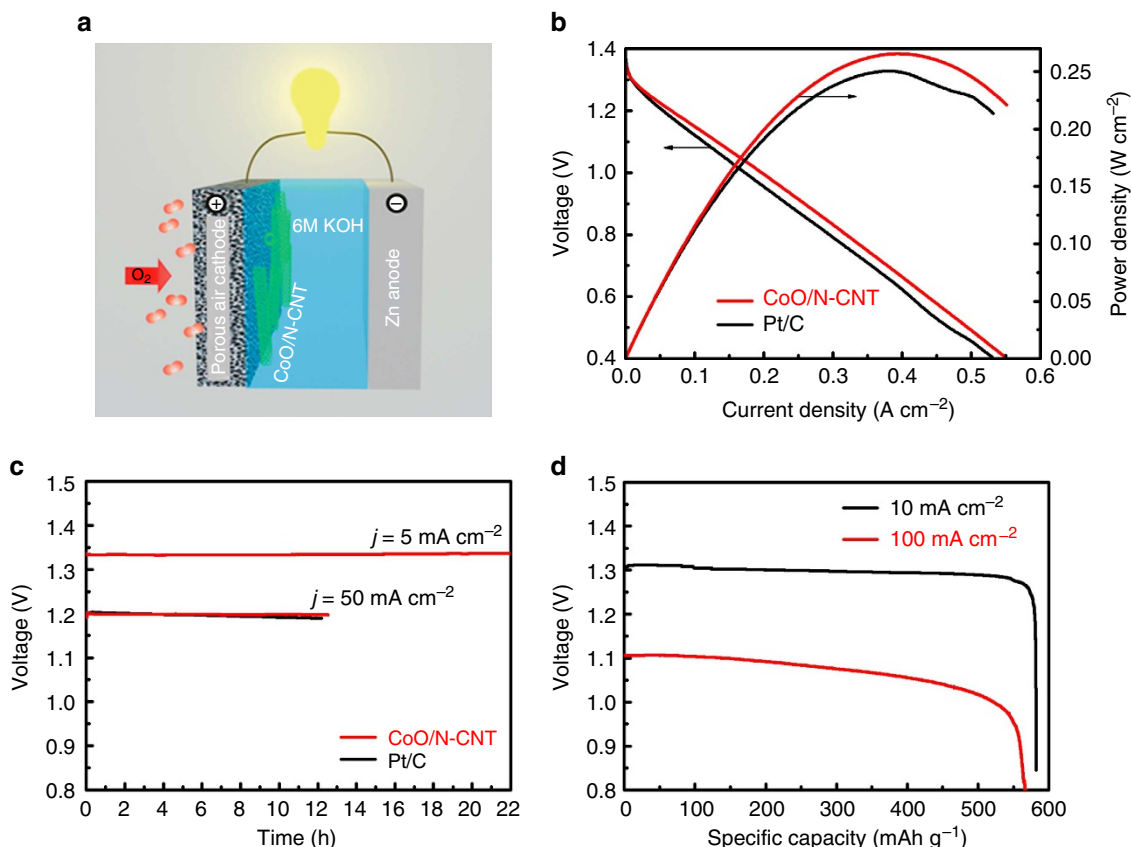 a
+
−
6M KOH
O₂
Porous air cathode
CoO/N-CNT
Zn anode
b
1.4
1.2
1.0
0.8
0.6
0.4
Voltage (V)
0.25
0.20
0.15
0.10
0.05
0.00
Power density (W cm⁻²)
CoO/N-CNT
Pt/C
0.0 0.1 0.2 0.3 0.4 0.5 0.6
Current density (A cm⁻²)
c
1.5
1.4
1.3
1.2
1.1
1.0
0.9
0.8
Voltage (V)
j = 5 mA cm⁻²
j = 50 mA cm⁻²
CoO/N-CNT
Pt/C
0 2 4 6 8 10 12 14 16 18 20 22
Time (h)
d
1.5
1.4
1.3
1.2
1.1
1.0
0.9
0.8
Voltage (V)
10 mA cm⁻²
100 mA cm⁻²
0 100 200 300 400 500 600
Specific capacity (mAh g⁻¹)